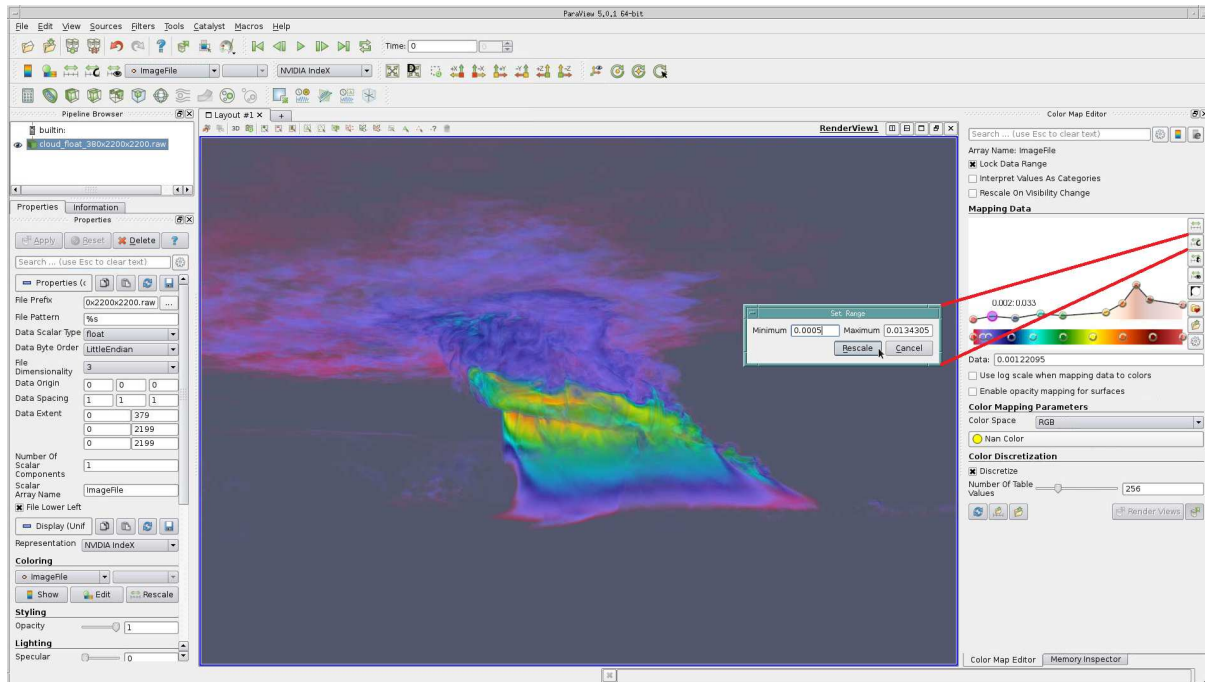 ParaView 5.0.1 64-bit
File Edit View Sources Filters Tools Catalyst Macros Help
Time: 0 0
ImageFile NVIDIA IndeX
Pipeline Browser
builtin:
cloud_float_380x2200x2200.raw
Properties Information
Properties
Apply Reset Delete ?
Search ... (use Esc to clear text)
Properties (c
File Prefix 0x2200x2200.raw ...
File Pattern %s
Data Scalar Type float
Data Byte Order LittleEndian
File Dimensionality 3
Data Origin 0 0 0
Data Spacing 1 1 1
Data Extent 0 379
0 2199
0 2199
Number Of Scalar Components 1
Scalar Array Name ImageFile
File Lower Left
Display (Unif
Representation NVIDIA IndeX
Coloring
ImageFile
Show Edit Rescale
Styling
Opacity 1
Lighting
Specular 0
Layout #1 × +
3D RenderView1
Set Range
Minimum 0.0005 Maximum 0.0134305
Rescale Cancel
Color Map Editor
Search ... (use Esc to clear text)
Array Name: ImageFile
Lock Data Range
Interpret Values As Categories
Rescale On Visibility Change
Mapping Data
0.002:0.033
Data: 0.00122095
Use log scale when mapping data to colors
Enable opacity mapping for surfaces
Color Mapping Parameters
Color Space RGB
Nan Color
Color Discretization
Discretize
Number Of Table Values 256
Render Views
Color Map Editor Memory Inspector